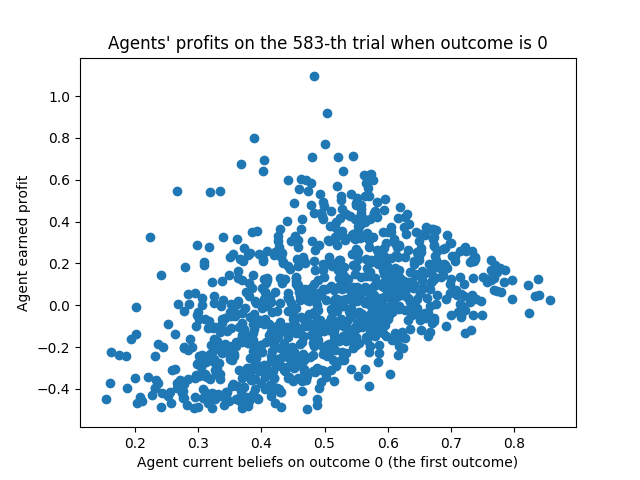 Agents' profits on the 583-th trial when outcome is 0
Agent earned profit
1.0
0.8
0.6
0.4
0.2
0.0
−0.2
−0.4
0.2 0.3 0.4 0.5 0.6 0.7 0.8
Agent current beliefs on outcome 0 (the first outcome)